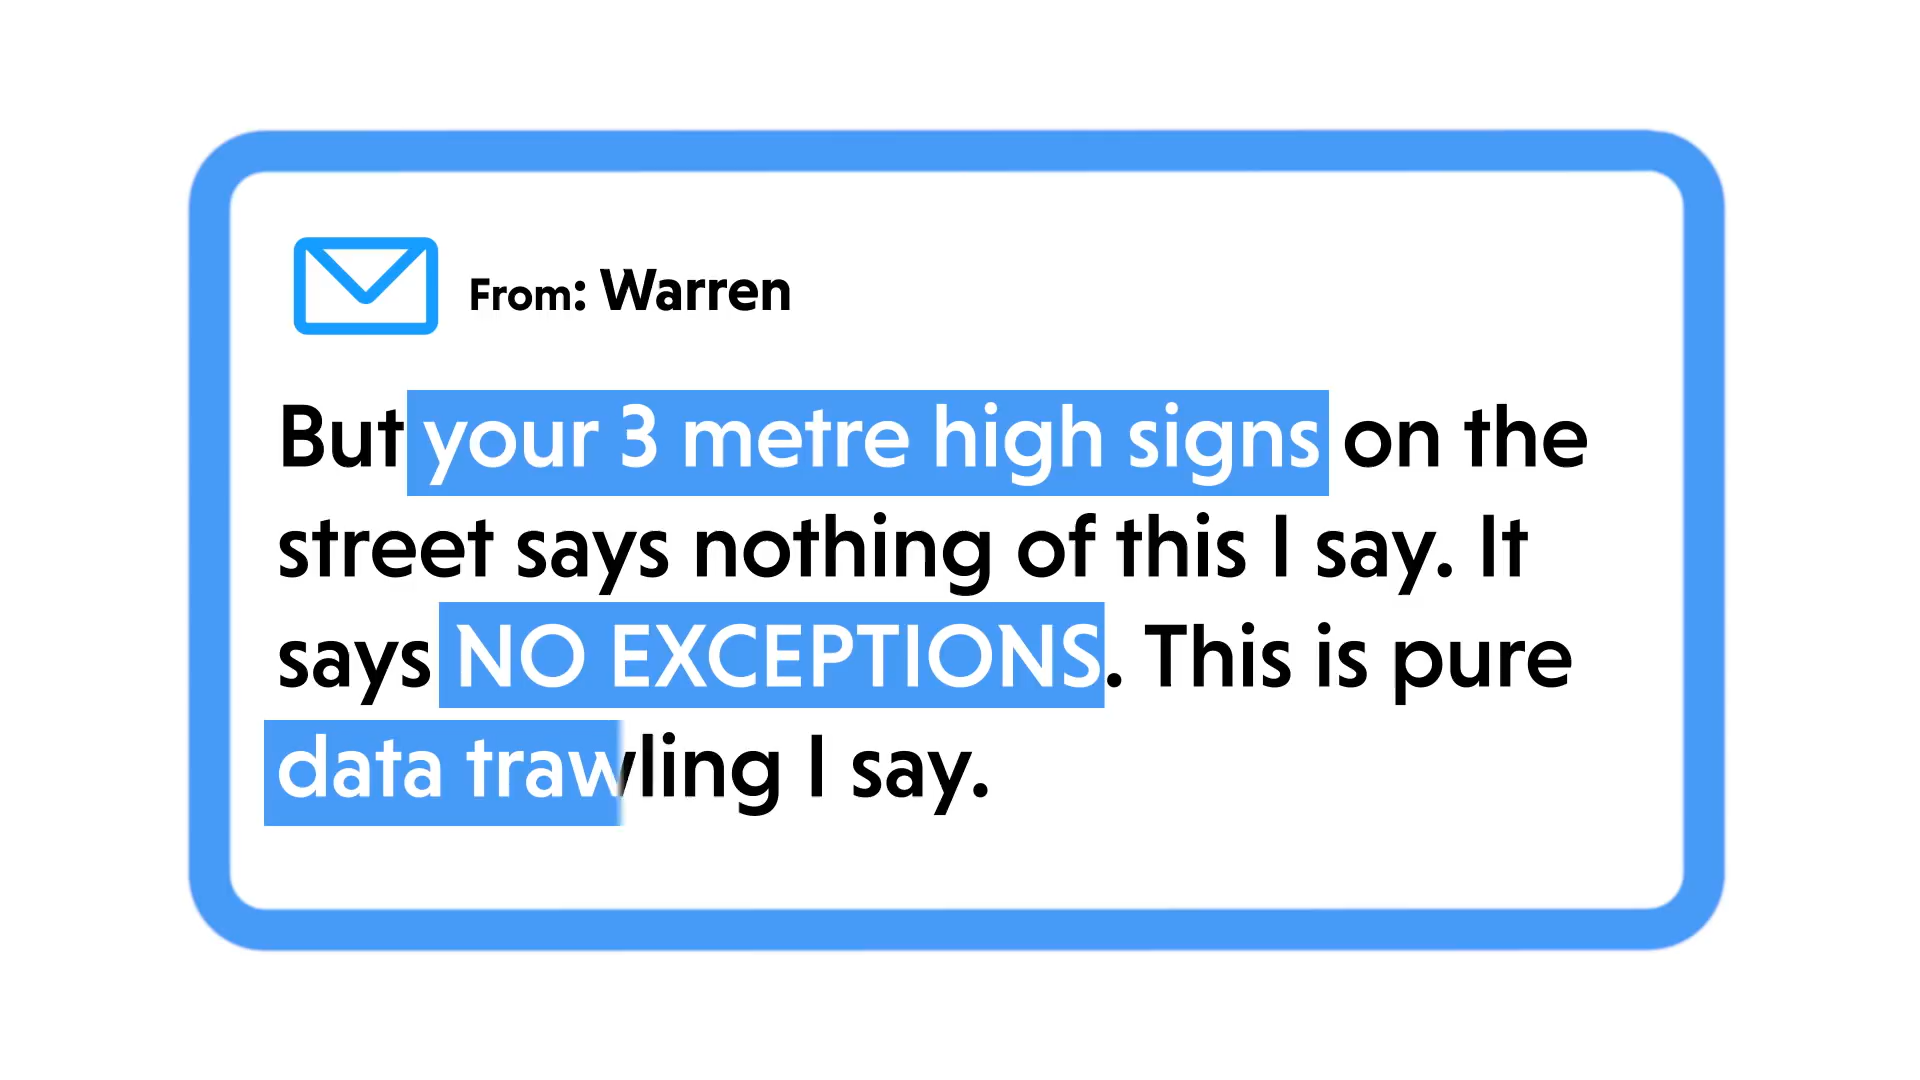 From: Warren
But your 3 metre high signs on the
street says nothing of this I say. It
says NO EXCEPTIONS. This is pure
data trawling I say.